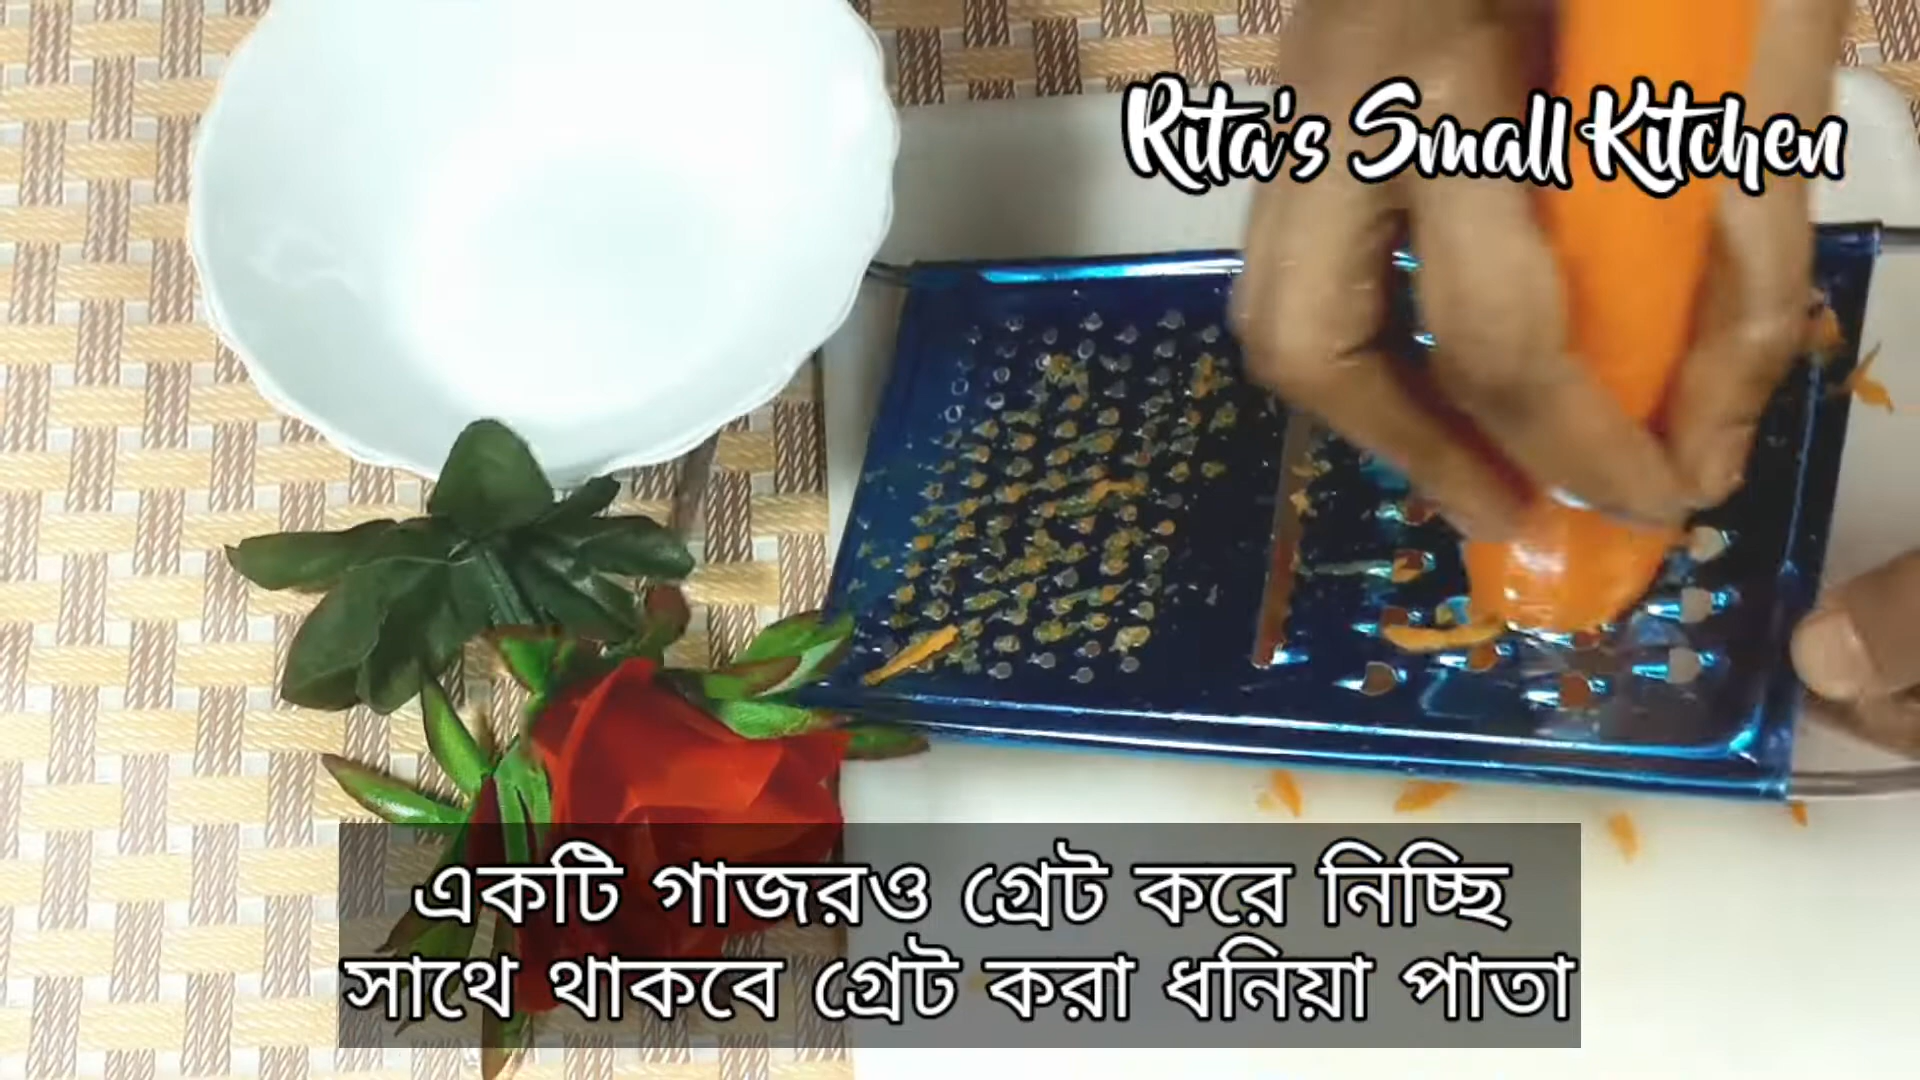 Rita's Small Kitchen
একটি গাজরও গ্রেট করে নিচ্ছি
সাথে থাকবে গ্রেট করা ধনিয়া পাতা